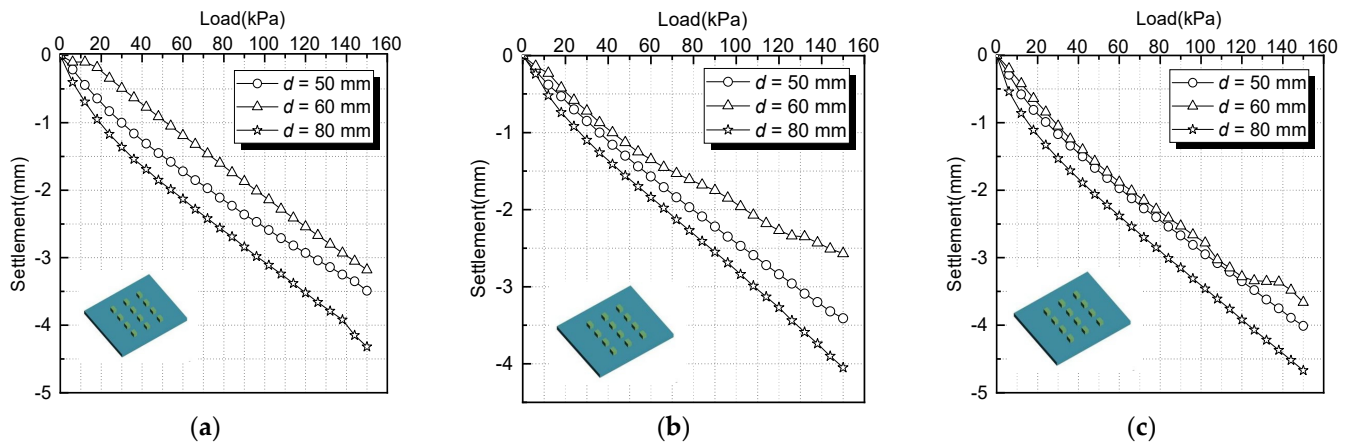 Load(kPa)
0 20 40 60 80 100 120 140 160
0
-1
-2
-3
-4
-5
Settlement(mm)
d = 50 mm
d = 60 mm
d = 80 mm
(a)
Load(kPa)
0 20 40 60 80 100 120 140 160
0
-1
-2
-3
-4
Settlement(mm)
d = 50 mm
d = 60 mm
d = 80 mm
(b)
Load(kPa)
0 20 40 60 80 100 120 140 160
0
-1
-2
-3
-4
-5
Settlement(mm)
d = 50 mm
d = 60 mm
d = 80 mm
(c)